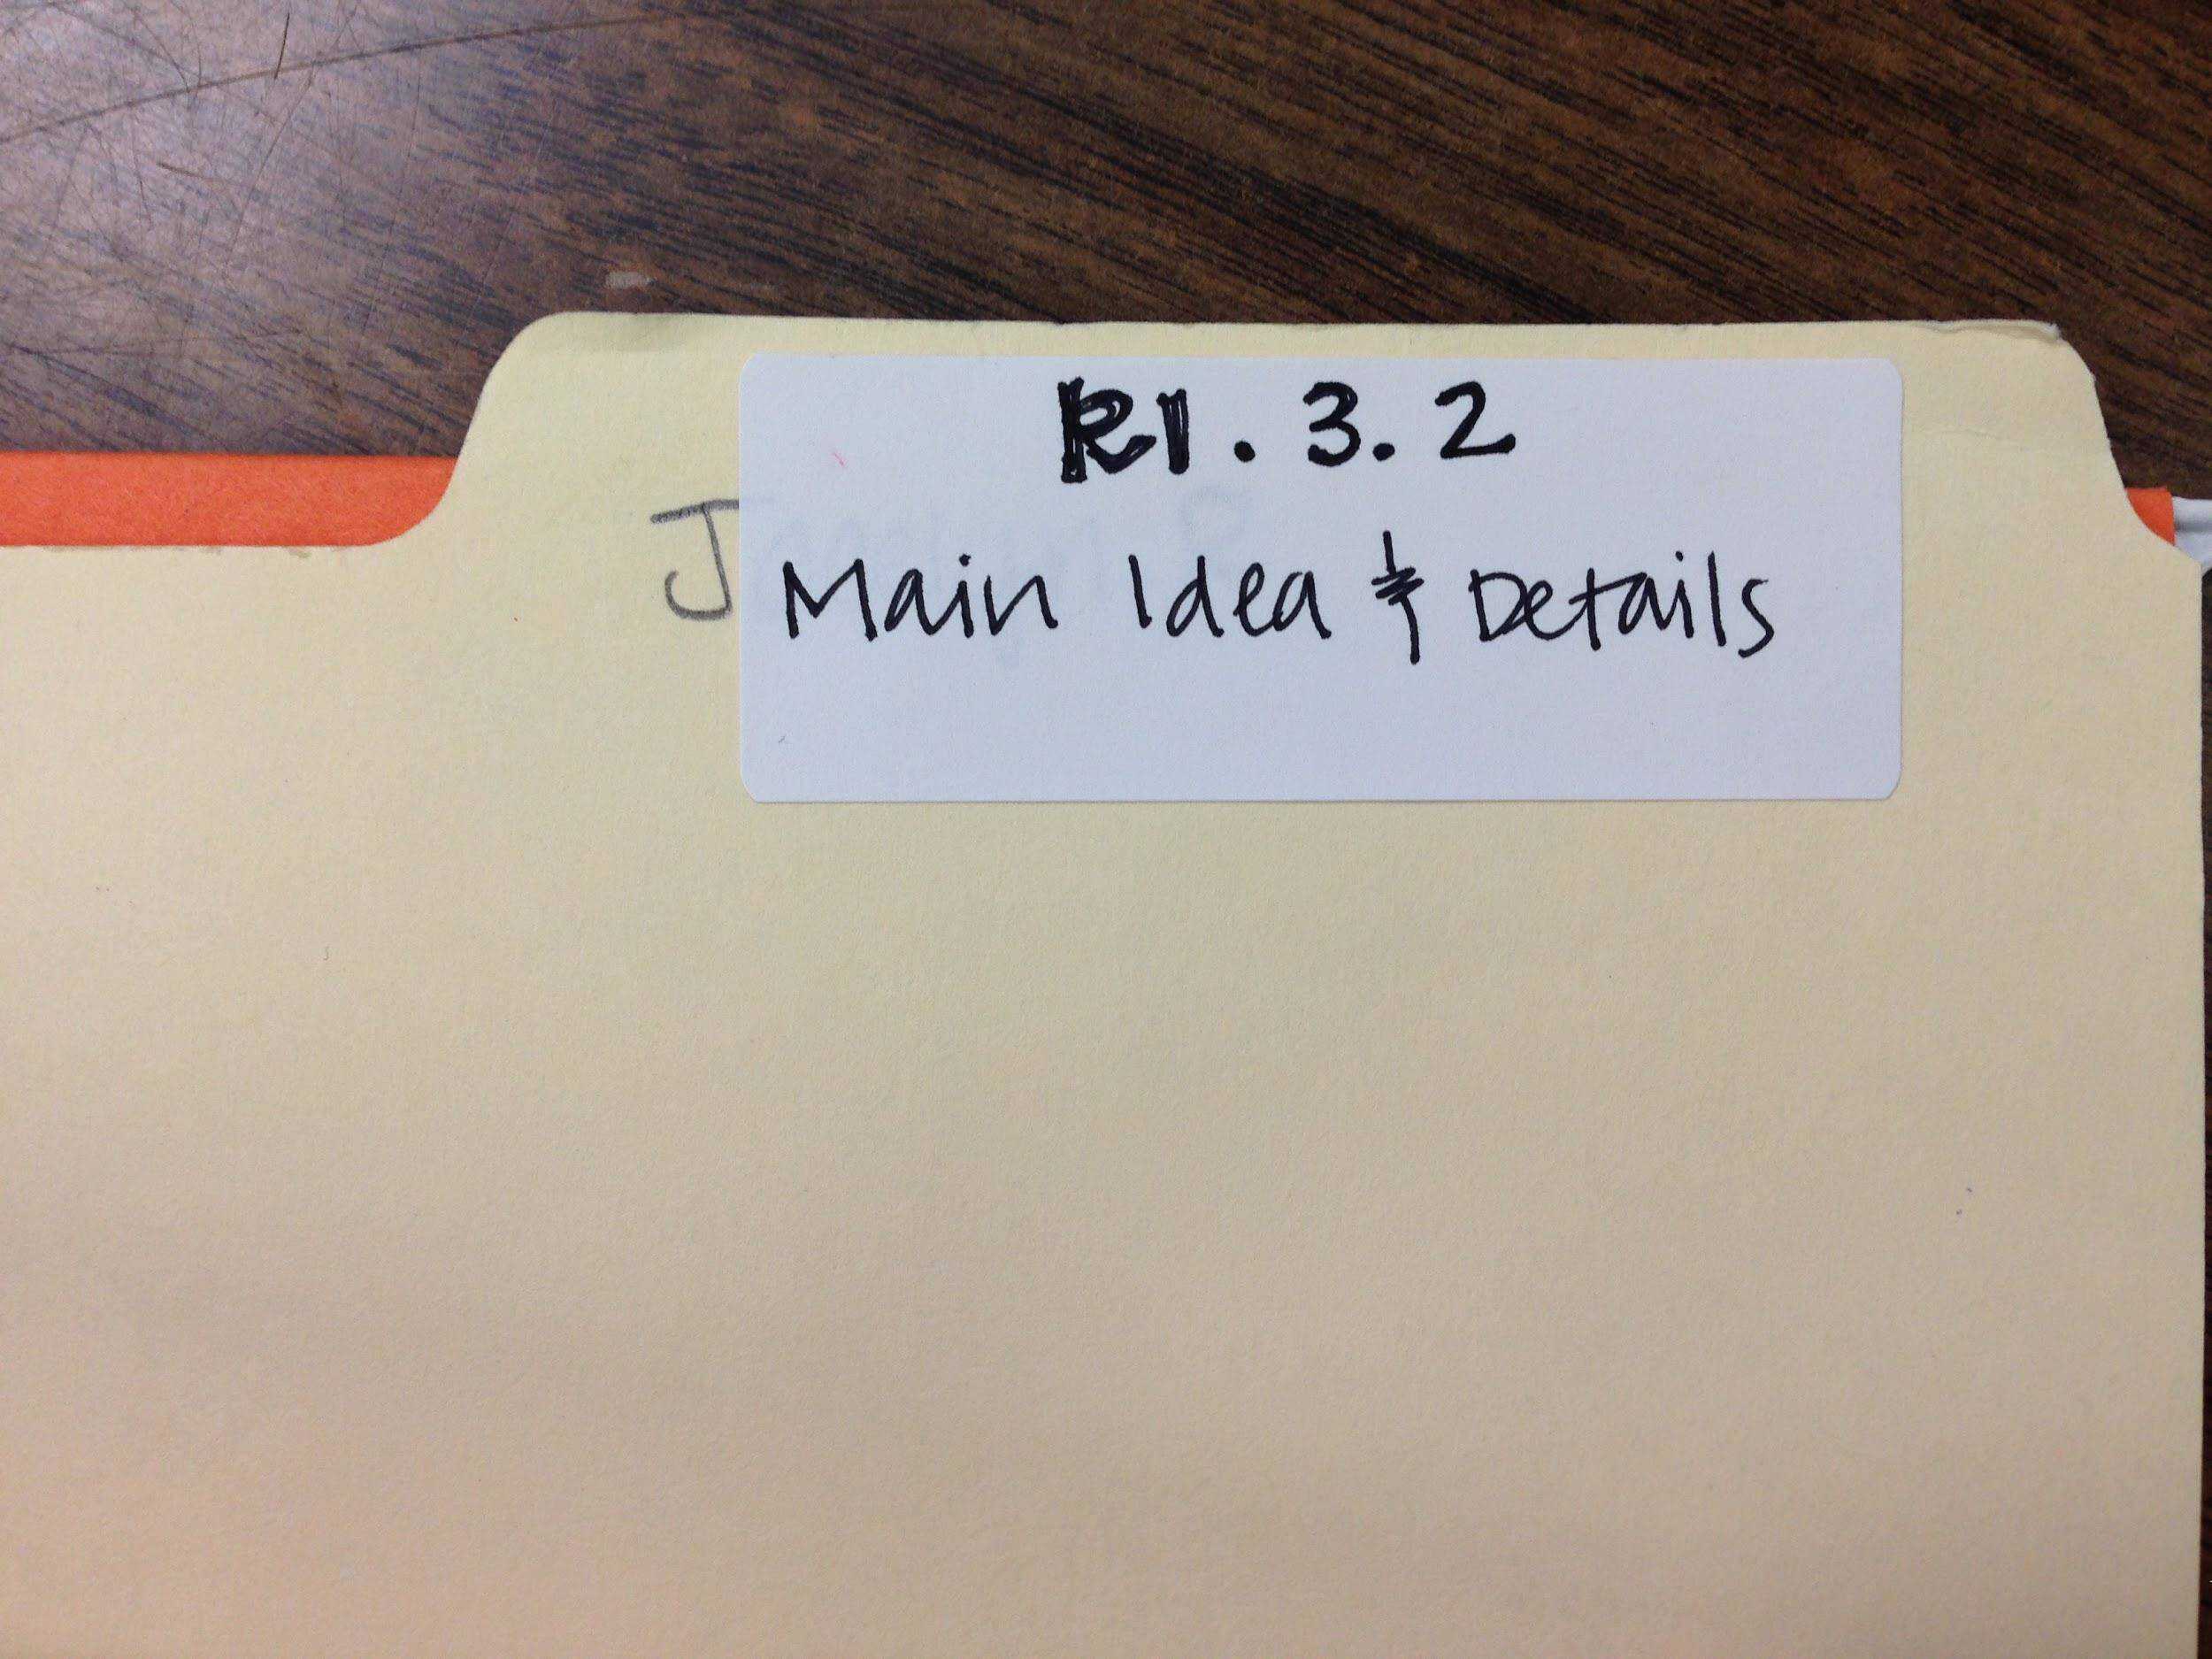 RI.3.2
J
Main Idea & Details